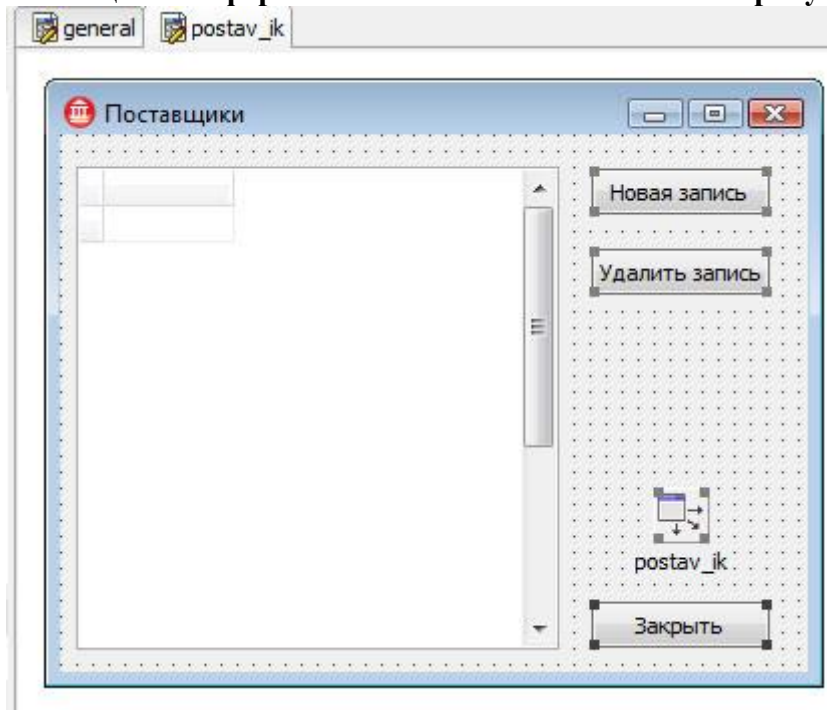 general postav_ik
Поставщики
Новая запись
Удалить запись
postav_ik
Закрыть